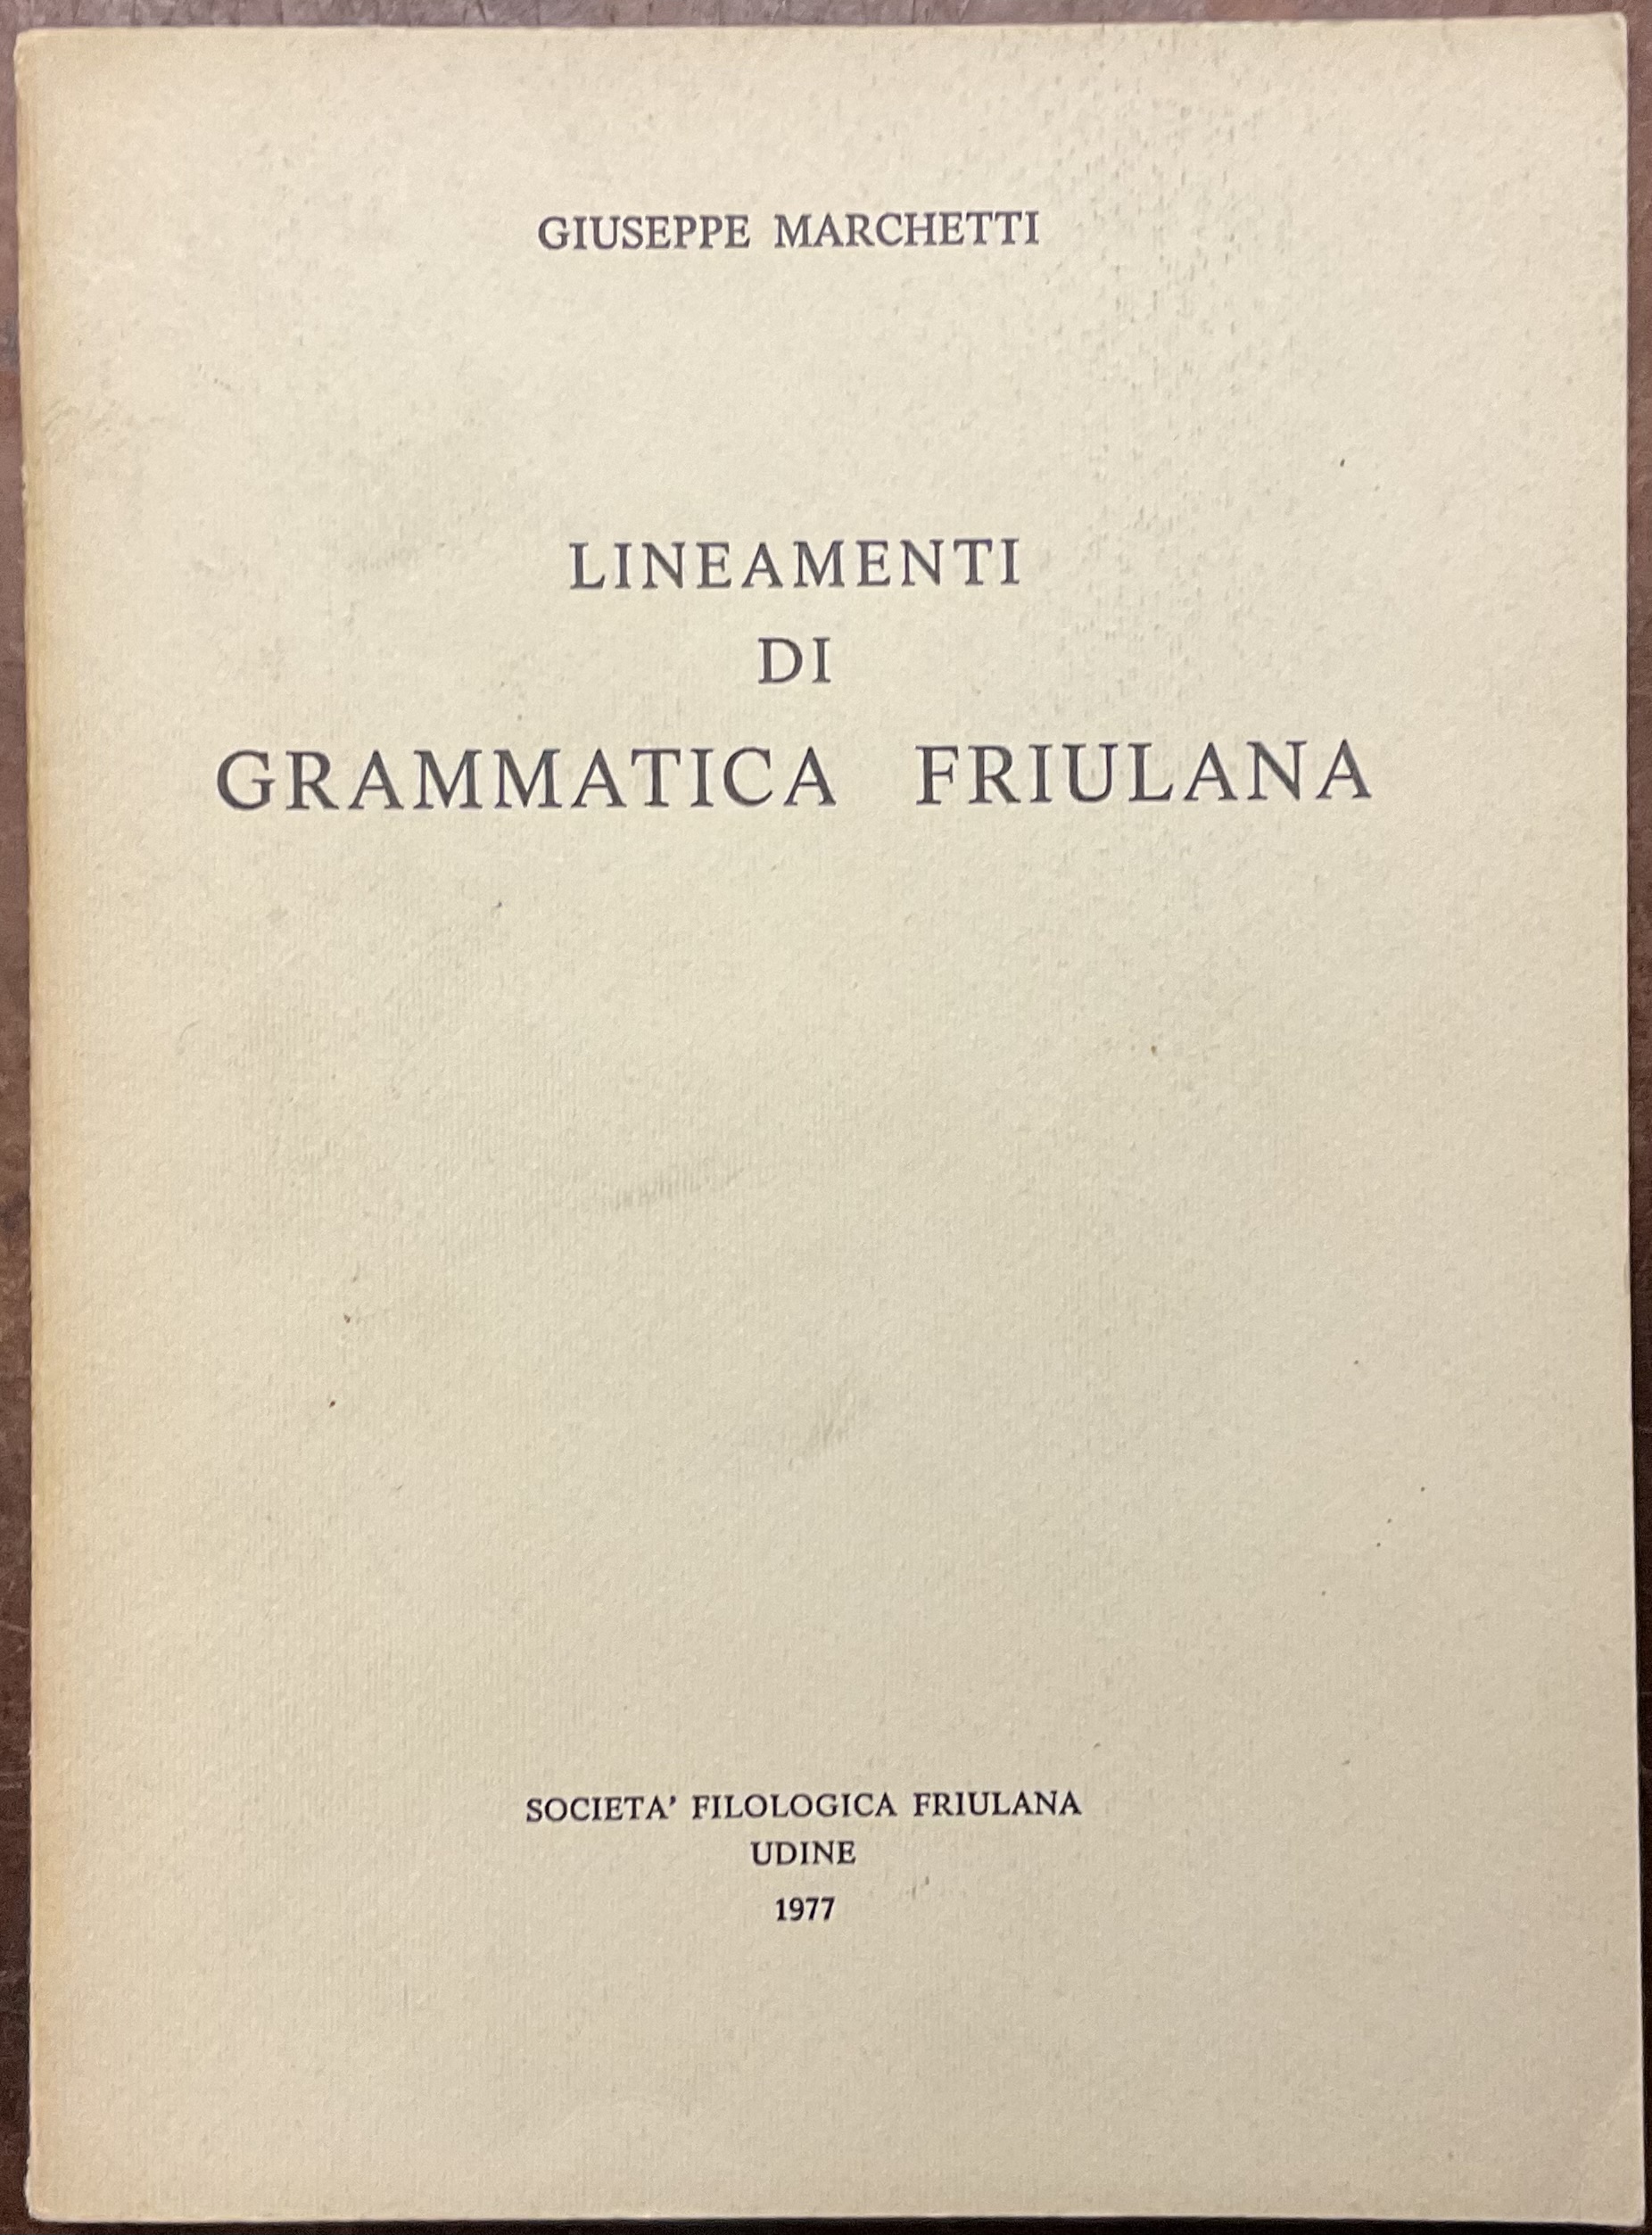 GIUSEPPE MARCHETTI
LINEAMENTI
DI
GRAMMATICA FRIULANA
SOCIETA’ FILOLOGICA FRIULANA
UDINE
1977